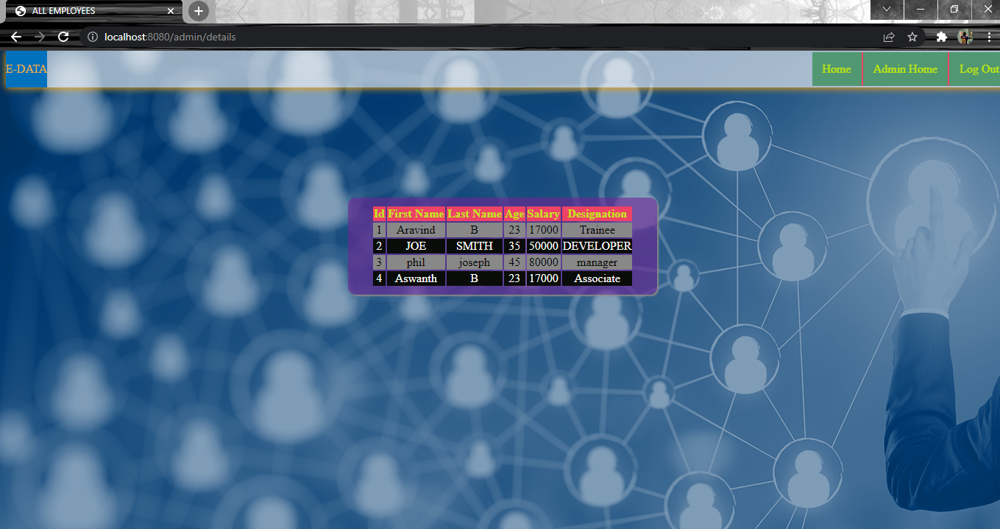 ALL EMPLOYEES
localhost:8080/admin/details
E-DATA Home Admin Home Log Out
Id First Name Last Name Age Salary Designation
1 Aravind B 23 17000 Trainee
2 JOE SMITH 35 50000 DEVELOPER
3 phil joseph 45 80000 manager
4 Aswanth B 23 17000 Associate